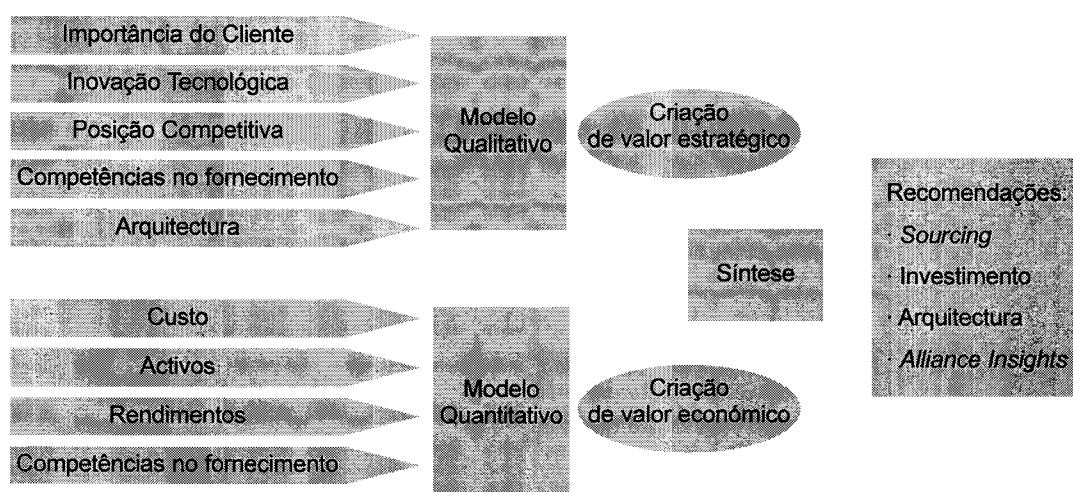 Importância do Cliente
Inovação Tecnológica
Posição Competitiva
Competências no fornecimento
Arquitectura
Modelo
Qualitativo
Criação
de valor estratégico
Custo
Activos
Rendimentos
Competências no fornecimento
Modelo
Quantitativo
Criação
de valor económico
Síntese
Recomendações:
· Sourcing
· Investimento
· Arquitectura
· Alliance Insights